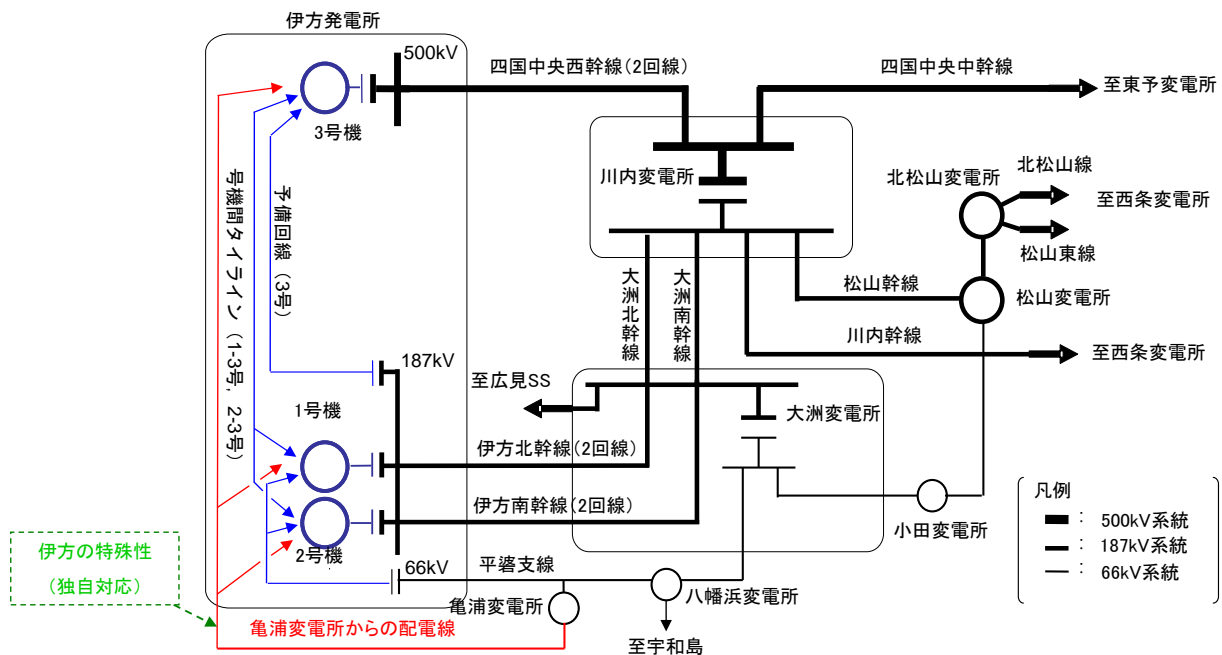 伊方発電所
500kV
四国中央西幹線(2回線)
四国中央中幹線
至東予変電所
3号機
川内変電所
北松山変電所
北松山線
至西条変電所
松山東線
号機間タイライン（1-3号，2-3号）
予備回線（3号）
大洲北幹線
大洲南幹線
松山幹線
松山変電所
川内幹線
至西条変電所
187kV
至広見SS
1号機
大洲変電所
伊方北幹線(2回線)
伊方南幹線(2回線)
小田変電所
凡例
： 500kV系統
： 187kV系統
： 66kV系統
伊方の特殊性
（独自対応）
2号機
66kV
平碆支線
亀浦変電所
八幡浜変電所
亀浦変電所からの配電線
至宇和島